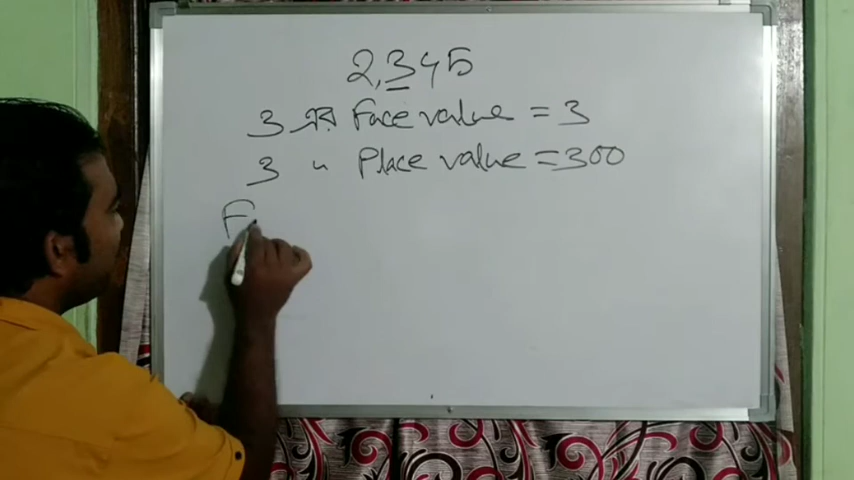 2,345
3 এর Face value = 3
3 " Place value = 300
F